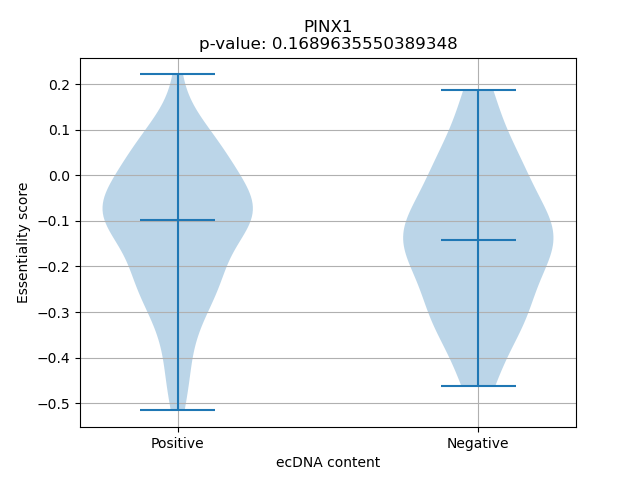 PINX1
p-value: 0.1689635550389348
Essentiality score
0.2
0.1
0.0
−0.1
−0.2
−0.3
−0.4
−0.5
Positive
Negative
ecDNA content